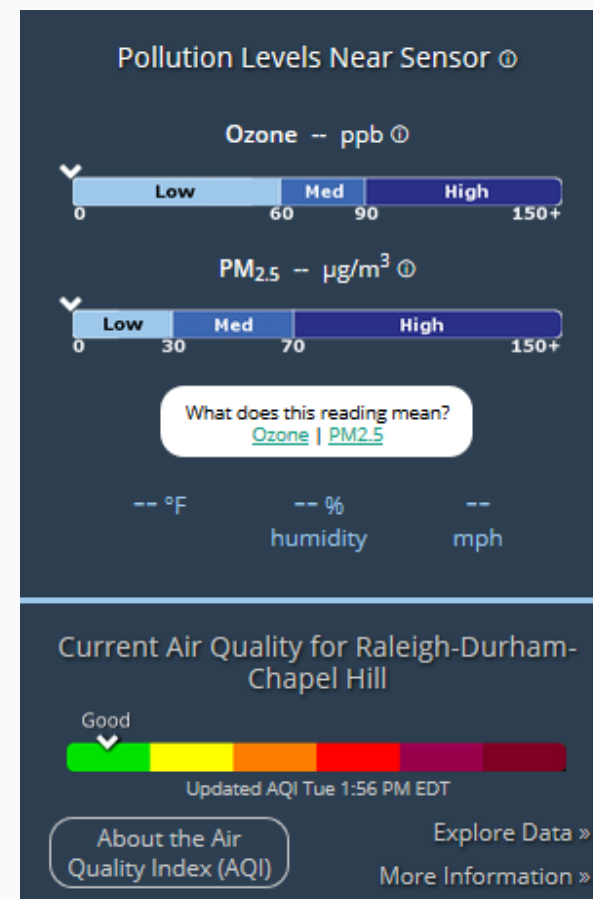 Pollution Levels Near Sensor ⓘ
Ozone -- ppb ⓘ
Low Med High
0 60 90 150+
PM2.5 -- µg/m³ ⓘ
Low Med High
0 30 70 150+
What does this reading mean?
Ozone | PM2.5
-- °F -- % --
humidity mph
Current Air Quality for Raleigh-Durham-
Chapel Hill
Good
Updated AQI Tue 1:56 PM EDT
About the Air
Quality Index (AQI)
Explore Data »
More Information »